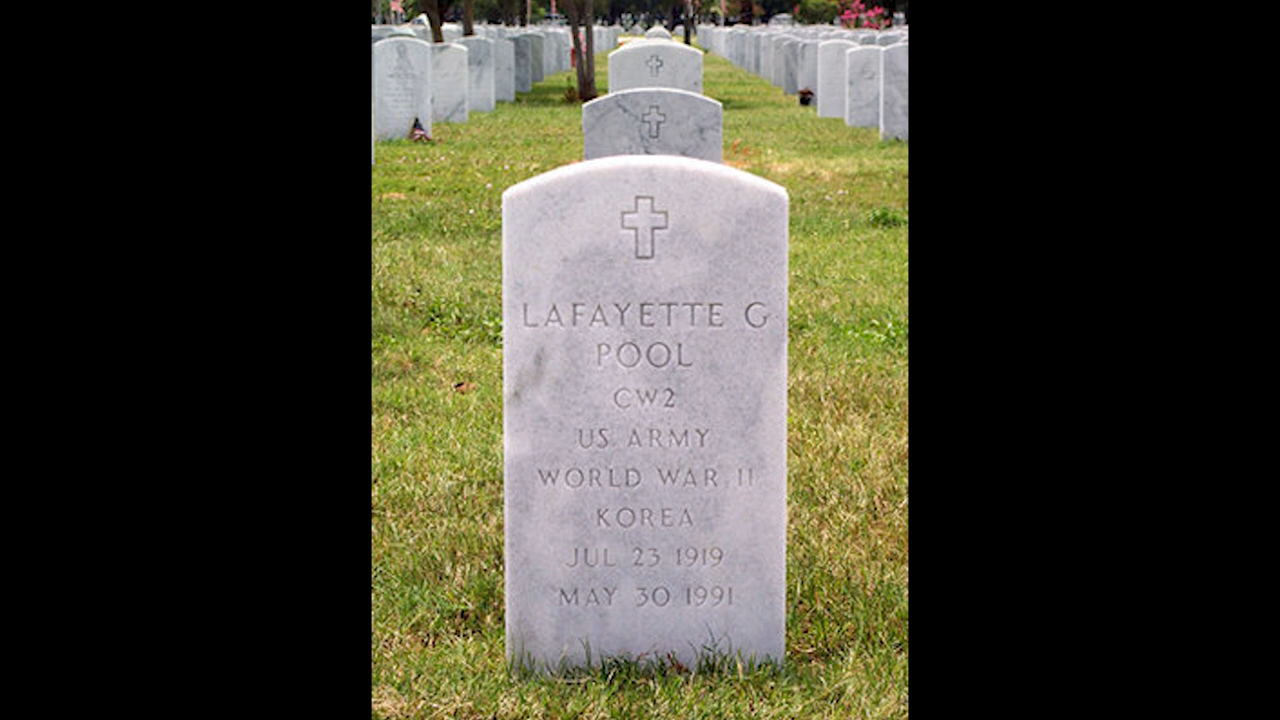 LAFAYETTE G
POOL
CW2
US ARMY
WORLD WAR II
KOREA
JUL 23 1919
MAY 30 1991